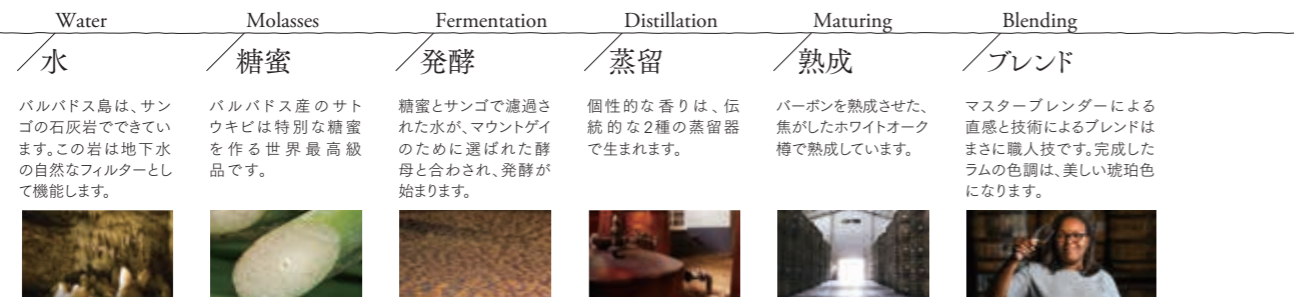 Water
水
バルバドス島は、サン
ゴの石灰岩でできてい
ます。この岩は地下水
の自然なフィルターとし
て機能します。
Molasses
糖蜜
バルバドス産のサト
ウキビは特別な糖蜜
を作る世界最高級
品です。
Fermentation
発酵
糖蜜とサンゴで濾過さ
れた水が、マウントゲイ
のために選ばれた酵
母と合わされ、発酵が
始まります。
Distillation
蒸留
個性的な香りは、伝
統的な2種の蒸留器
で生まれます。
Maturing
熟成
バーボンを熟成させた、
焦がしたホワイトオーク
樽で熟成しています。
Blending
ブレンド
マスターブレンダーによる
直感と技術によるブレンドは
まさに職人技です。完成した
ラムの色調は、美しい琥珀色
になります。